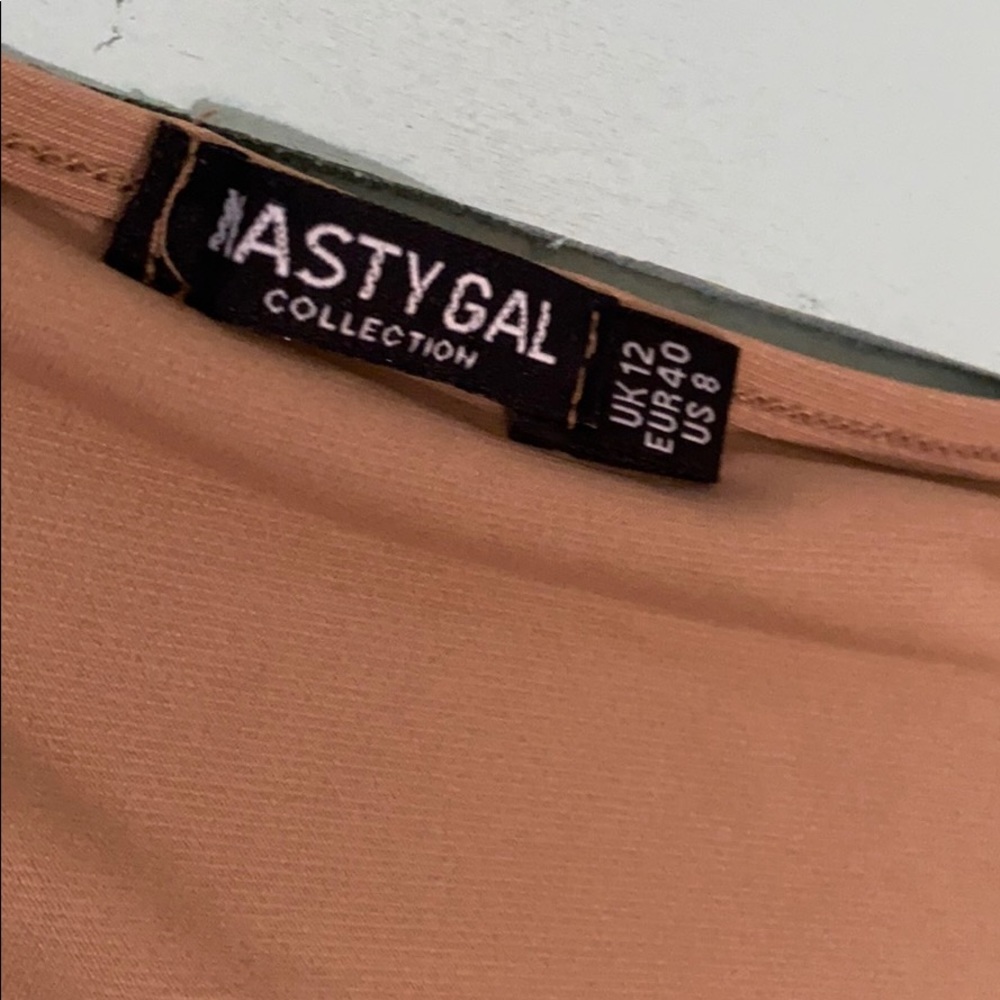 NASTY GAL
COLLECTION
UK 12
EUR 40
US 8